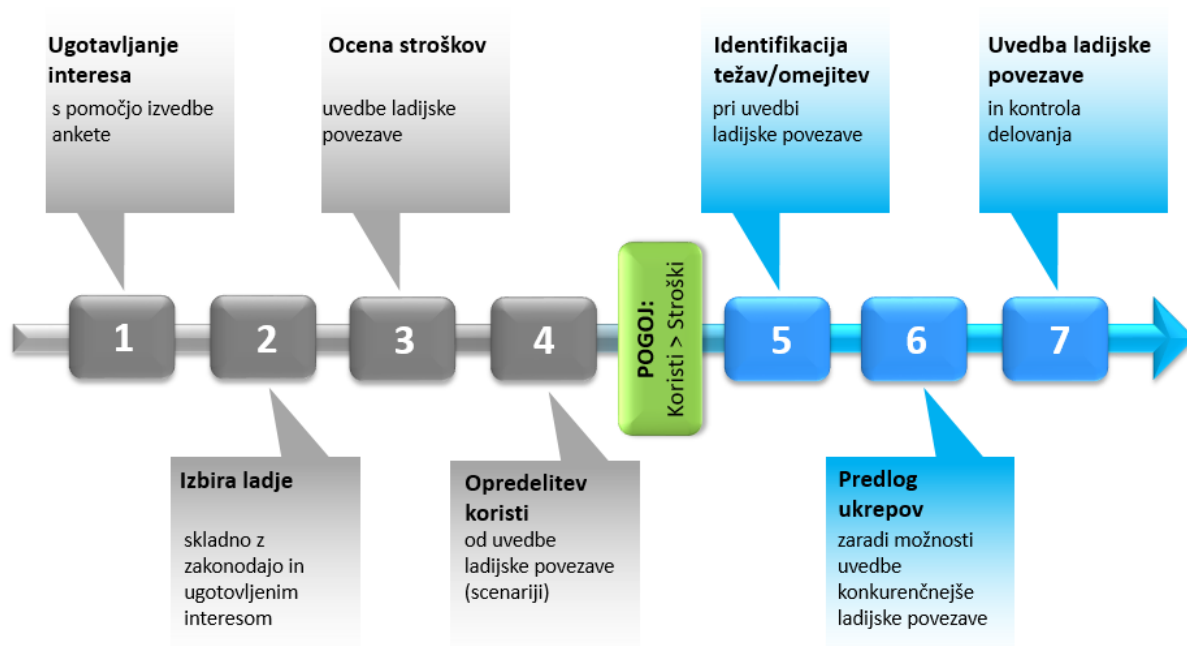 Ugotavljanje
interesa
s pomočjo izvedbe
ankete
Ocena stroškov
uvedbe ladijske
povezave
Identifikacija
težav/omejitev
pri uvedbi
ladijske povezave
Uvedba ladijske
povezave
in kontrola
delovanja
1
2
3
4
POGOJ:
Koristi > Stroški
5
6
7
Izbira ladje
skladno z
zakonodajo in
ugotovljenim
interesom
Opredelitev
koristi
od uvedbe
ladijske povezave
(scenariji)
Predlog
ukrepov
zaradi možnosti
uvedbe
konkurenčnejše
ladijske povezave